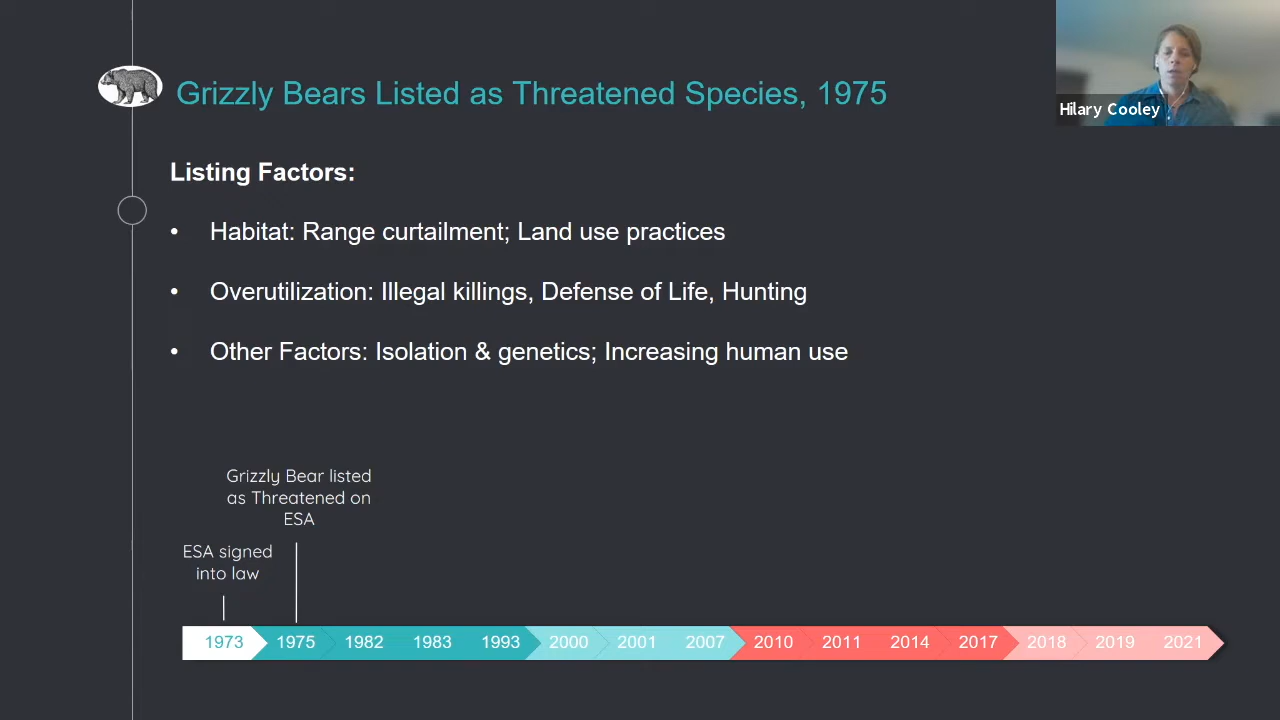 Grizzly Bears Listed as Threatened Species, 1975
Hilary Cooley
Listing Factors:
• Habitat: Range curtailment; Land use practices
• Overutilization: Illegal killings, Defense of Life, Hunting
• Other Factors: Isolation & genetics; Increasing human use
Grizzly Bear listed
as Threatened on
ESA
ESA signed
into law
1973 1975 1982 1983 1993 2000 2001 2007 2010 2011 2014 2017 2018 2019 2021